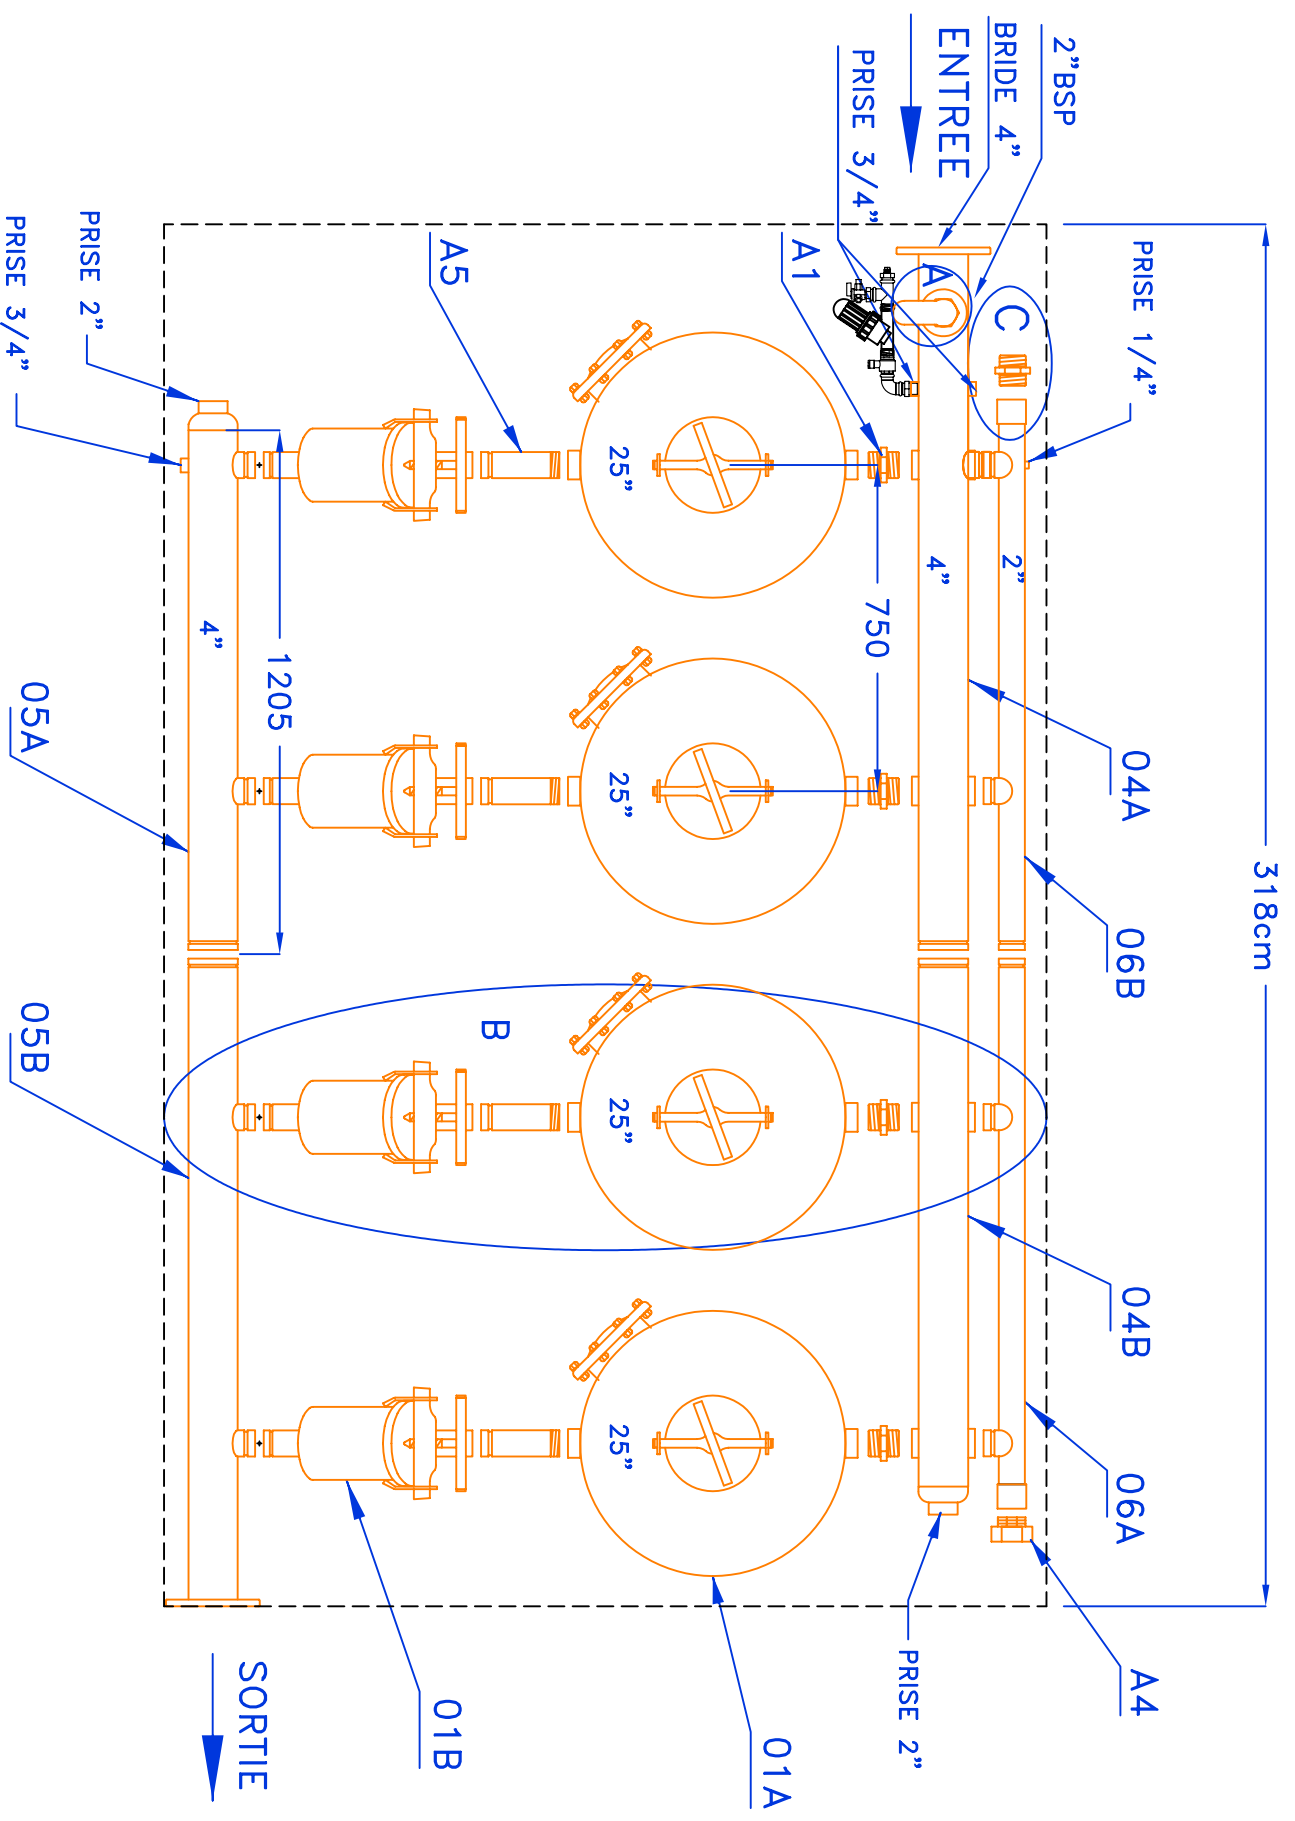 318cm
2"BSP
BRIDE 4"
ENTREE
PRISE 3/4"
PRISE 1/4"
04A
06B
04B
06A
A4
C
A
A1
2"
4"
PRISE 2"
750
25"
25"
25"
25"
01A
A5
B
01B
1205
4"
PRISE 2"
PRISE 3/4"
05A
05B
SORTIE